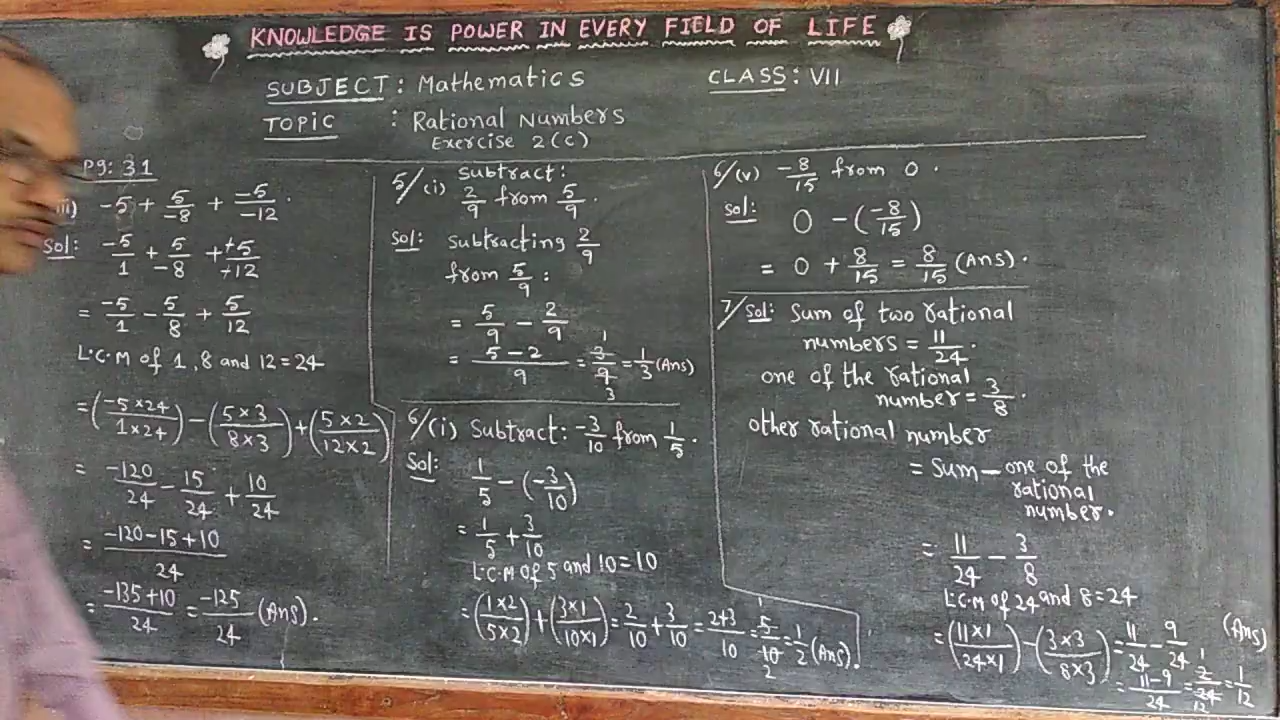 KNOWLEDGE IS POWER IN EVERY FIELD OF LIFE
SUBJECT : Mathematics
CLASS : VII
TOPIC : Rational Numbers
Exercise 2(c)
Pg: 31
iii) -5 + 5/-8 + -5/-12 .
Sol: -5/1 + 5/-8 + +5/+12
= -5/1 - 5/8 + 5/12
L.C.M of 1, 8 and 12 = 24
= (-5×24/1×24) - (5×3/8×3) + (5×2/12×2)
= -120/24 - 15/24 + 10/24
= -120-15+10/24
= -135+10/24 = -125/24 (Ans).
5/ (i) Subtract:
2/9 from 5/9 .
Sol: Subtracting 2/9
from 5/9 :
= 5/9 - 2/9
= 5-2/9 = 3/9 = 1/3 (Ans)
6/ (i) Subtract: -3/10 from 1/5 .
Sol: 1/5 - (-3/10)
= 1/5 + 3/10
L.C.M of 5 and 10 = 10
= (1×2/5×2) + (3×1/10×1) = 2/10 + 3/10 = 2+3/10 = 5/10 = 1/2 (Ans).
6/ (v) -8/15 from 0 .
Sol: 0 - (-8/15)
= 0 + 8/15 = 8/15 (Ans) .
7/ Sol: Sum of two rational
numbers = 11/24 .
one of the rational
number = 3/8 .
other rational number
= Sum - one of the
rational
number.
= 11/24 - 3/8
L.C.M of 24 and 8 = 24
= (11×1/24×1) - (3×3/8×3) = 11/24 - 9/24 (Ans)
= 11-9/24 = 2/24 = 1/12